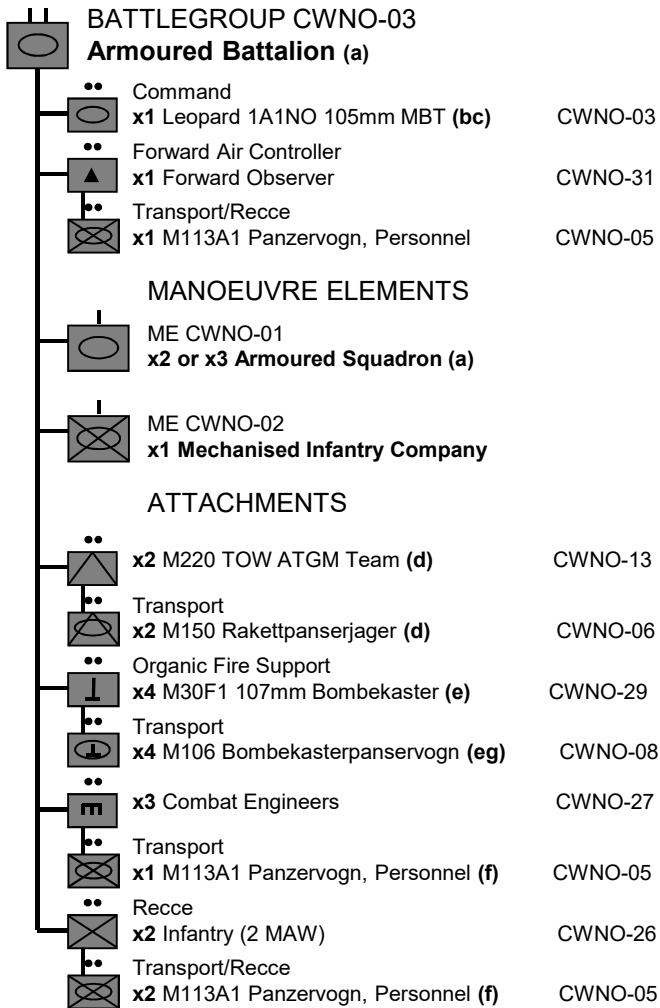 BATTLEGROUP CWNO-03
Armoured Battalion (a)
Command
x1 Leopard 1A1NO 105mm MBT (bc) CWNO-03
Forward Air Controller
x1 Forward Observer CWNO-31
Transport/Recce
x1 M113A1 Panzervogn, Personnel CWNO-05
MANOEUVRE ELEMENTS
ME CWNO-01
x2 or x3 Armoured Squadron (a)
ME CWNO-02
x1 Mechanised Infantry Company
ATTACHMENTS
x2 M220 TOW ATGM Team (d) CWNO-13
Transport
x2 M150 Rakettpanserjager (d) CWNO-06
Organic Fire Support
x4 M30F1 107mm Bombekaster (e) CWNO-29
Transport
x4 M106 Bombekasterpanservogn (eg) CWNO-08
x3 Combat Engineers CWNO-27
Transport
x1 M113A1 Panzervogn, Personnel (f) CWNO-05
Recce
x2 Infantry (2 MAW) CWNO-26
Transport/Recce
x2 M113A1 Panzervogn, Personnel (f) CWNO-05